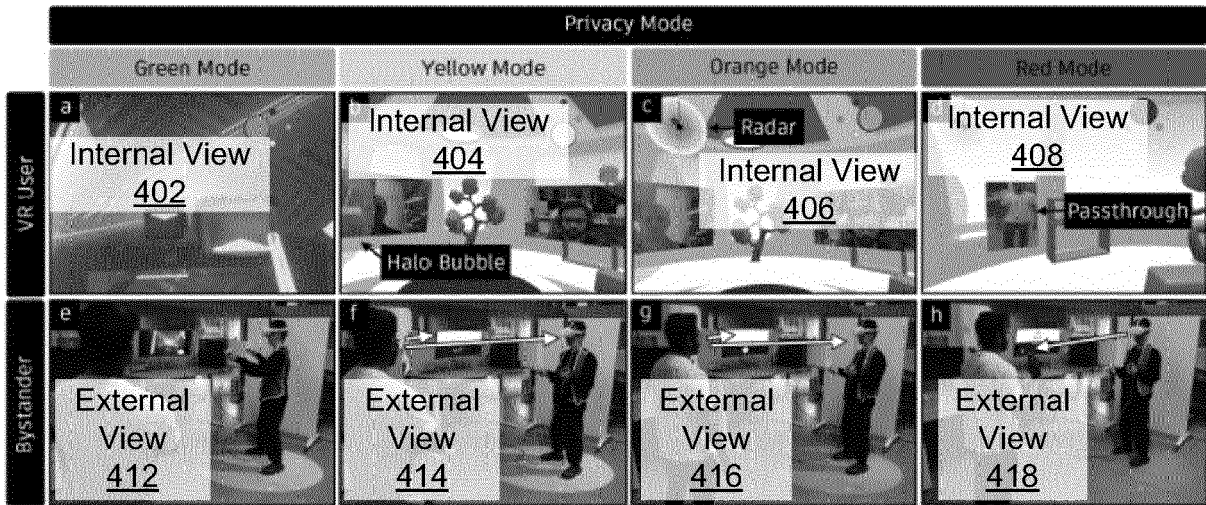 Privacy Mode
Green Mode
Yellow Mode
Orange Mode
Red Mode
VR User
a
Internal View
402
Internal View
404
Halo Bubble
c
Radar
Internal View
406
Internal View
408
Passthrough
Bystander
e
External
View
412
f
External
View
414
g
External
View
416
h
External
View
418